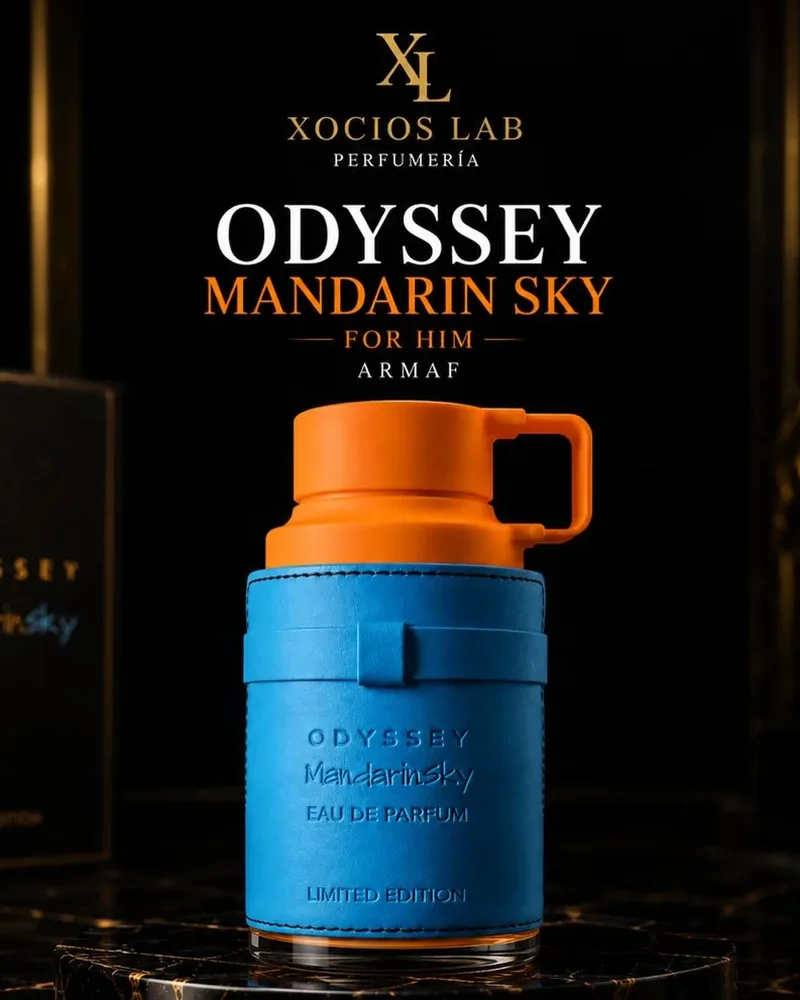 XL
XOCIOS LAB
PERFUMERÍA
ODYSSEY
MANDARIN SKY
FOR HIM
ARMAF
SSEY
rinsky
ODYSSEY
MandarinSky
EAU DE PARFUM
LIMITED EDITION